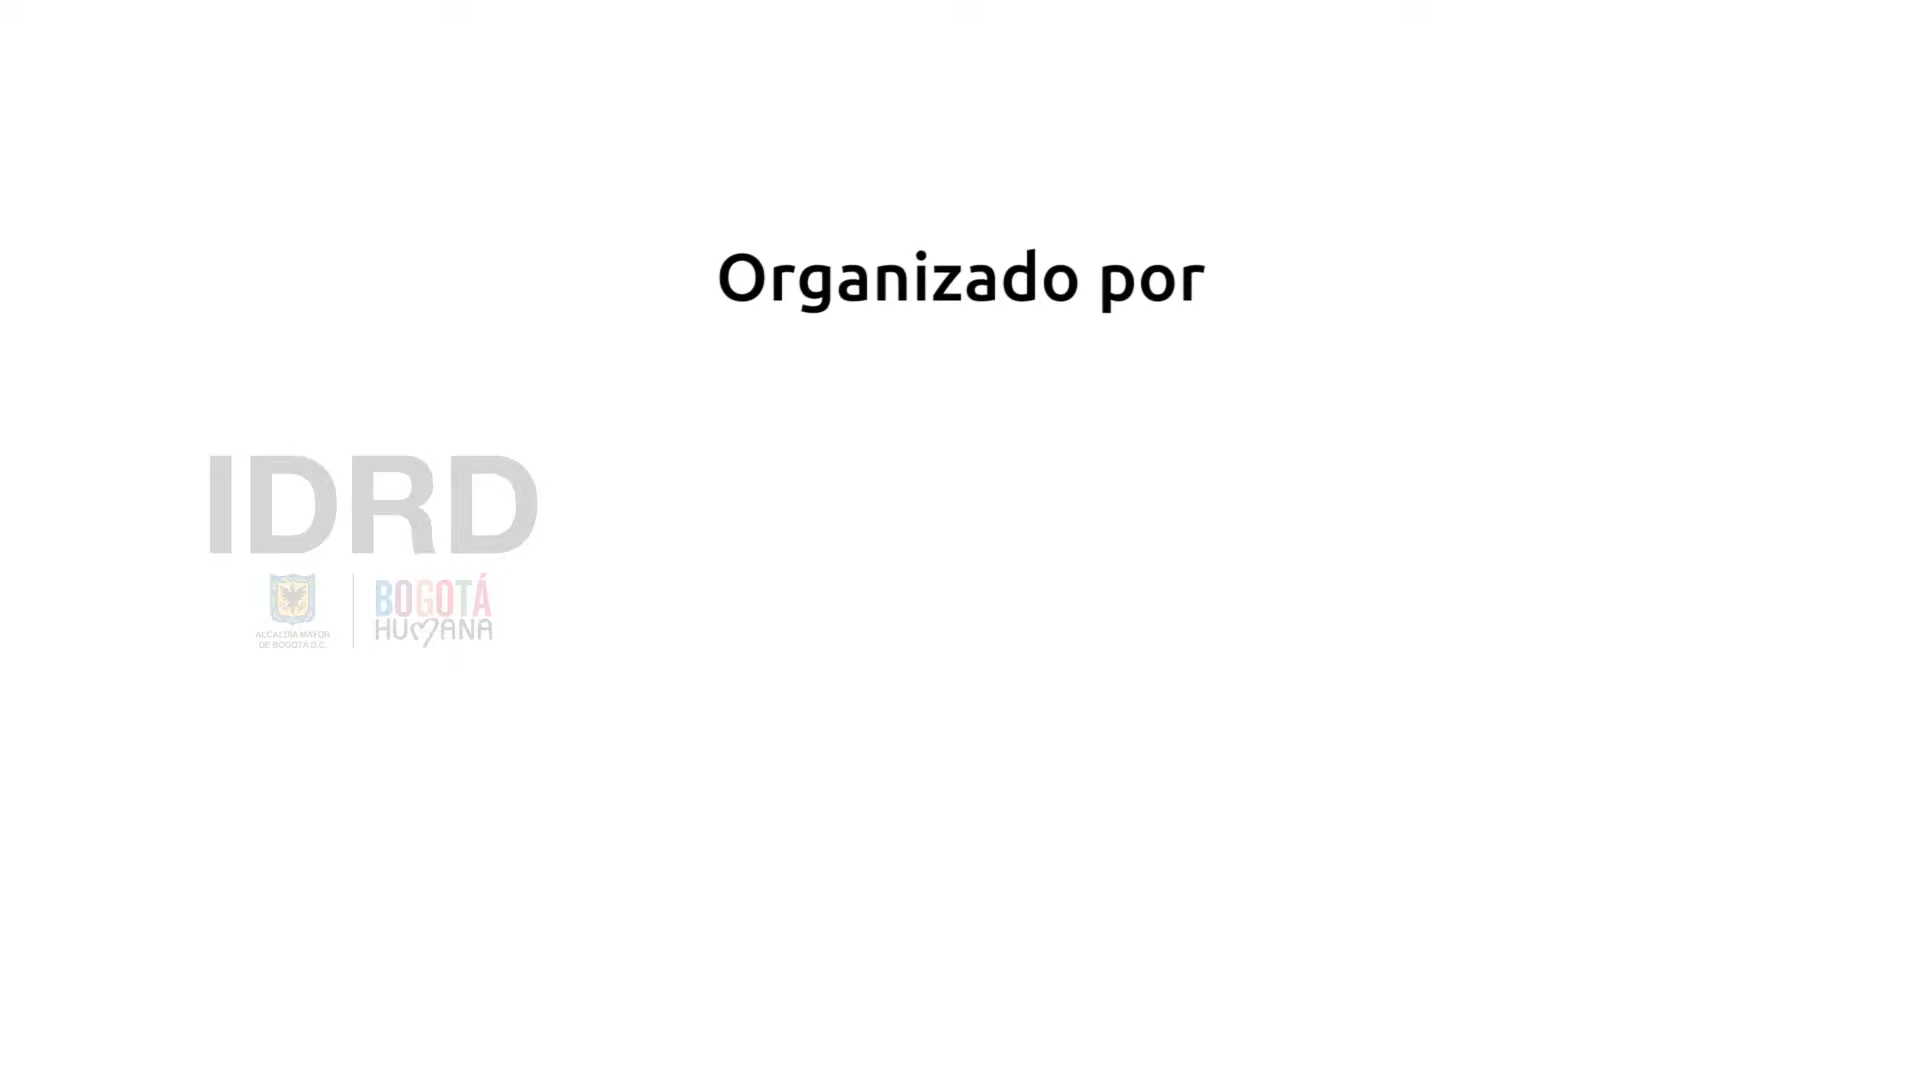 Organizado por
IDRD
ALCALDÍA MAYOR
DE BOGOTÁ D.C.
BOGOTÁ
HUMANA